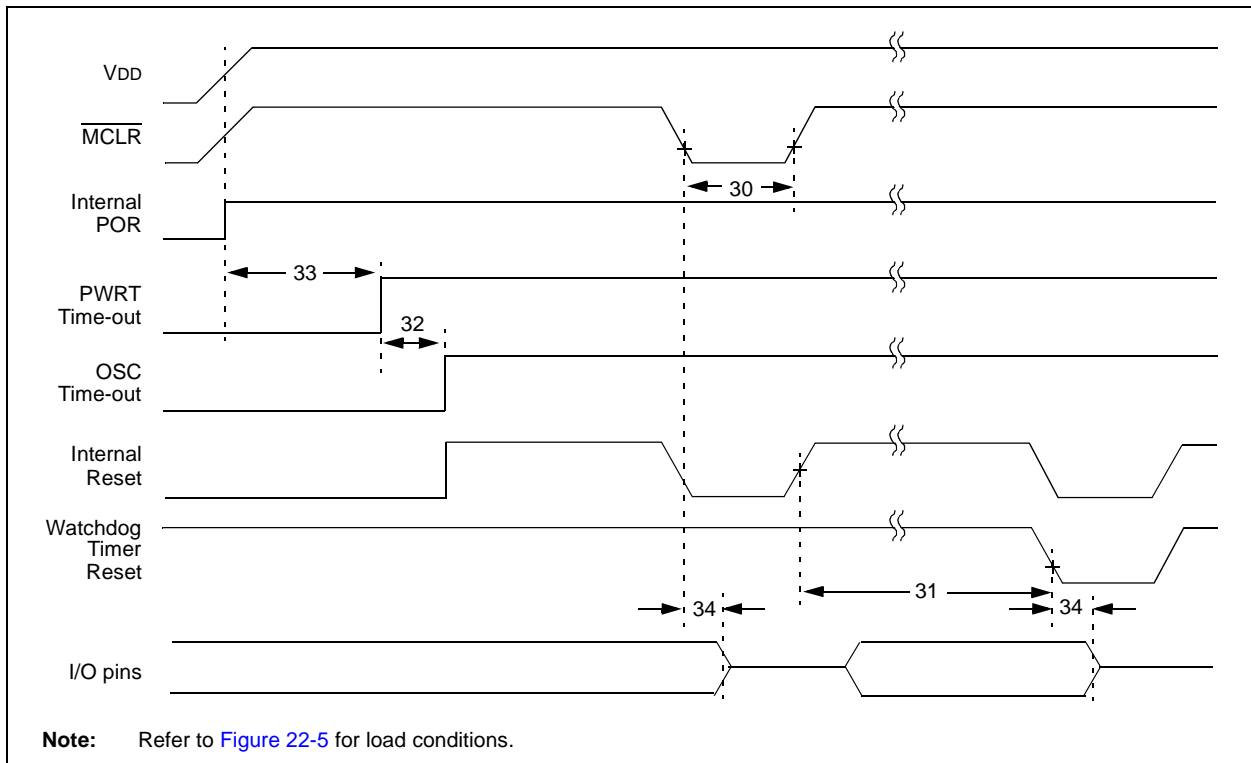 VDD
MCLR
30
Internal
POR
33
PWRT
Time-out
32
OSC
Time-out
Internal
Reset
Watchdog
Timer
Reset
31
34
34
I/O pins
Note: Refer to Figure 22-5 for load conditions.